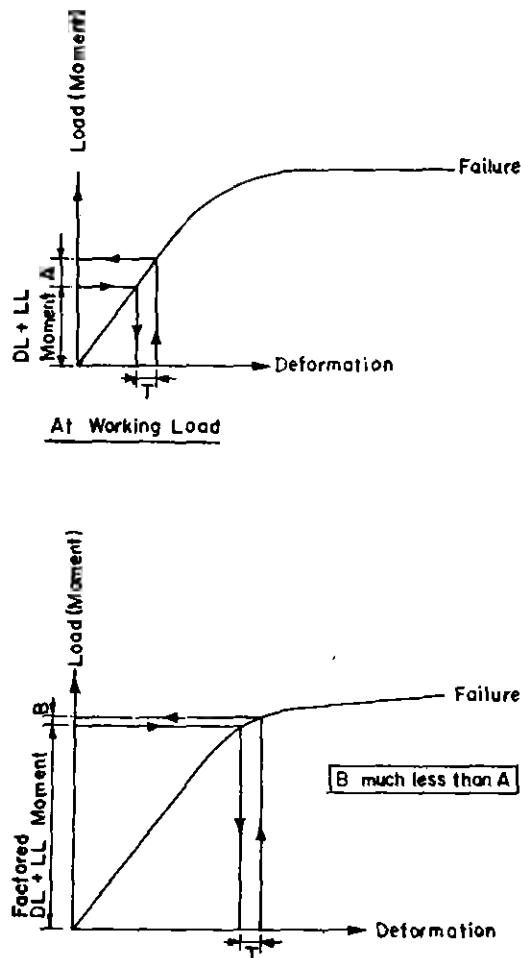 Load (Moment)
Failure
A
DL + LL
Moment
Deformation
T
At Working Load
Load (Moment)
Failure
B
B much less than A
Factored
DL + LL Moment
Deformation
T